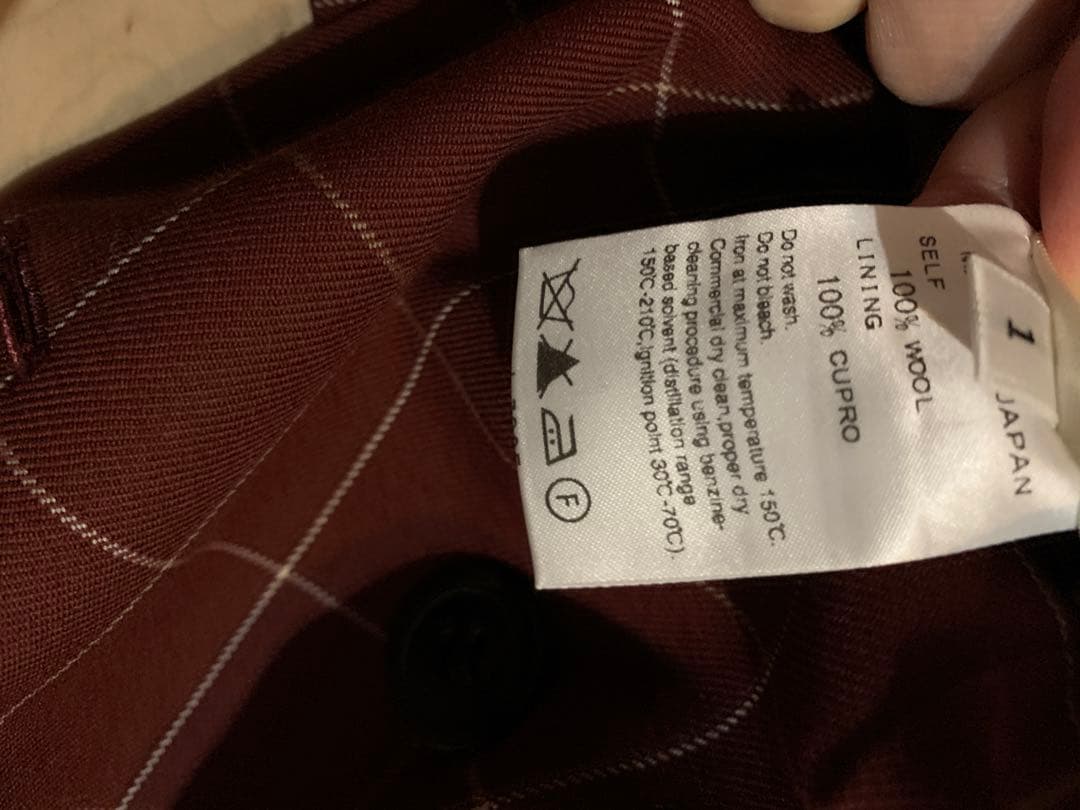 1
JAPAN
SELF
100% WOOL
LINING
100% CUPRO
Do not wash.
Do not bleach.
Iron at maximum temperature 150℃.
Commercial dry clean,proper dry
cleaning procedure using benzine-
based solvent (distillation range
150℃-210℃,ignition point 30℃-70℃).
F